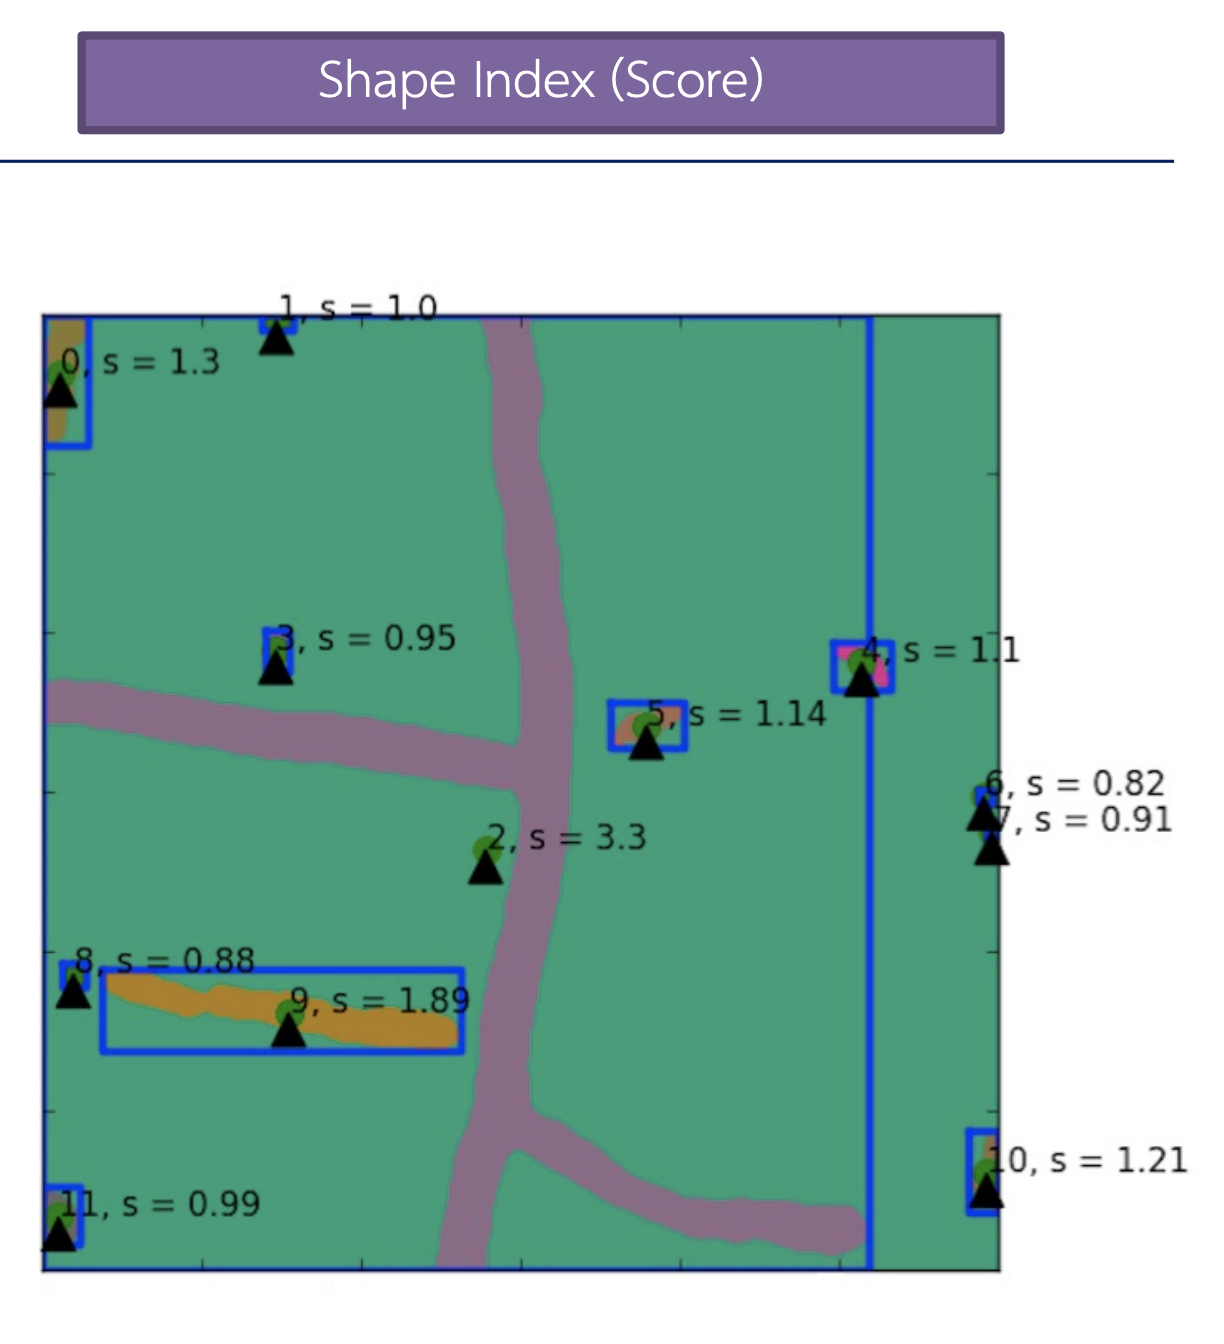 Shape Index (Score)
1, s = 1.0
0, s = 1.3
3, s = 0.95
4, s = 1.1
5, s = 1.14
6, s = 0.82
7, s = 0.91
2, s = 3.3
8, s = 0.88
9, s = 1.89
10, s = 1.21
11, s = 0.99